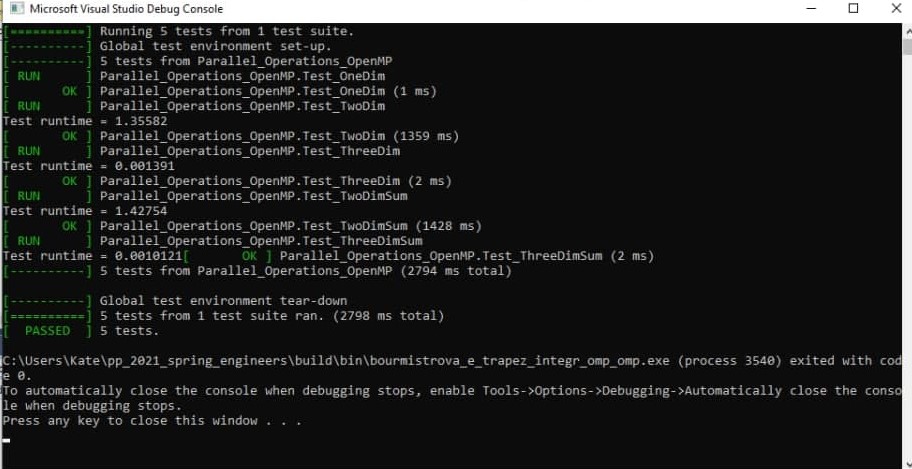 Microsoft Visual Studio Debug Console
[==========] Running 5 tests from 1 test suite.
[----------] Global test environment set-up.
[----------] 5 tests from Parallel_Operations_OpenMP
[ RUN      ] Parallel_Operations_OpenMP.Test_OneDim
[       OK ] Parallel_Operations_OpenMP.Test_OneDim (1 ms)
[ RUN      ] Parallel_Operations_OpenMP.Test_TwoDim
Test runtime = 1.35582
[       OK ] Parallel_Operations_OpenMP.Test_TwoDim (1359 ms)
[ RUN      ] Parallel_Operations_OpenMP.Test_ThreeDim
Test runtime = 0.001391
[       OK ] Parallel_Operations_OpenMP.Test_ThreeDim (2 ms)
[ RUN      ] Parallel_Operations_OpenMP.Test_TwoDimSum
Test runtime = 1.42754
[       OK ] Parallel_Operations_OpenMP.Test_TwoDimSum (1428 ms)
[ RUN      ] Parallel_Operations_OpenMP.Test_ThreeDimSum
Test runtime = 0.0010121[       OK ] Parallel_Operations_OpenMP.Test_ThreeDimSum (2 ms)
[----------] 5 tests from Parallel_Operations_OpenMP (2794 ms total)
[----------] Global test environment tear-down
[==========] 5 tests from 1 test suite ran. (2798 ms total)
[  PASSED  ] 5 tests.
C:\Users\Kate\pp_2021_spring_engineers\build\bin\bourmistrova_e_trapez_integr_omp_omp.exe (process 3540) exited with cod
e 0.
To automatically close the console when debugging stops, enable Tools->Options->Debugging->Automatically close the conso
le when debugging stops.
Press any key to close this window . . .